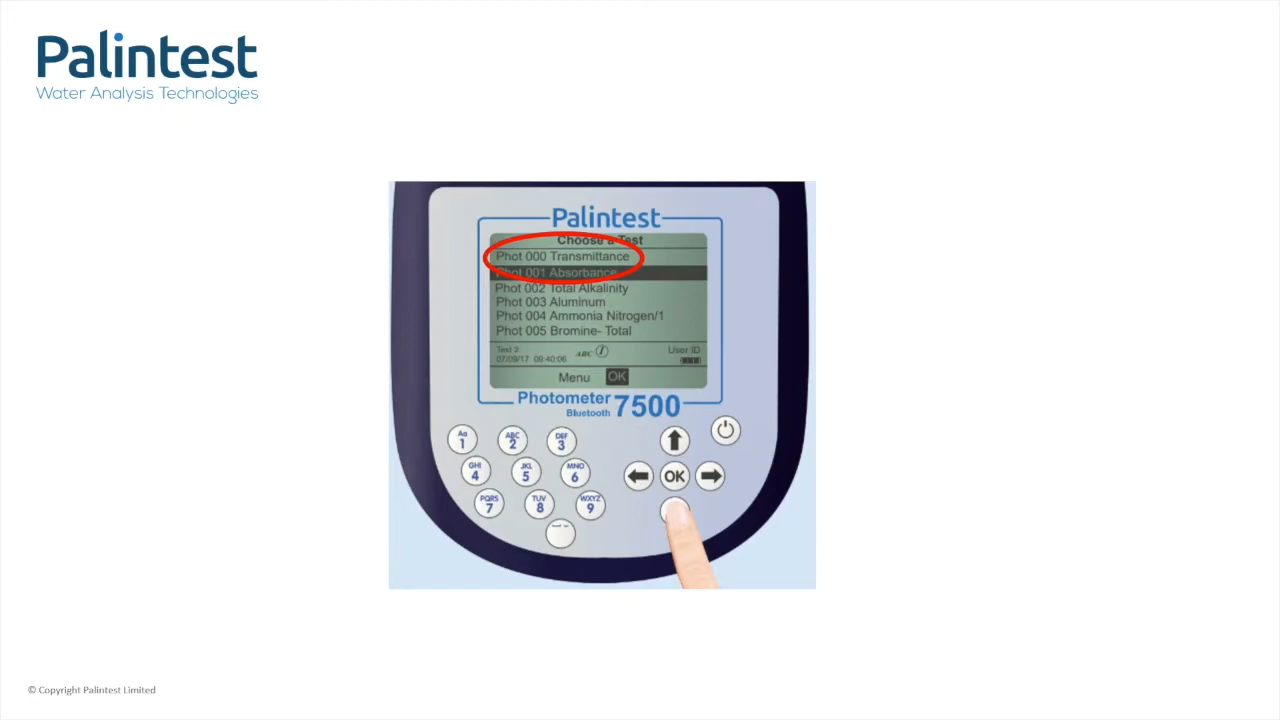 Palintest
Water Analysis Technologies
Palintest
Choose a Test
Phot 000 Transmittance
Phot 001 Absorbance
Phot 002 Total Alkalinity
Phot 003 Aluminum
Phot 004 Ammonia Nitrogen/1
Phot 005 Bromine- Total
Test 2 ABC i User ID
07/09/17 09:40:06
Menu OK
Photometer 7500
Bluetooth
Aa 1 ABC 2 DEF 3
GHI 4 JKL 5 MNO 6 OK
PQRS 7 TUV 8 WXYZ 9
© Copyright Palintest Limited